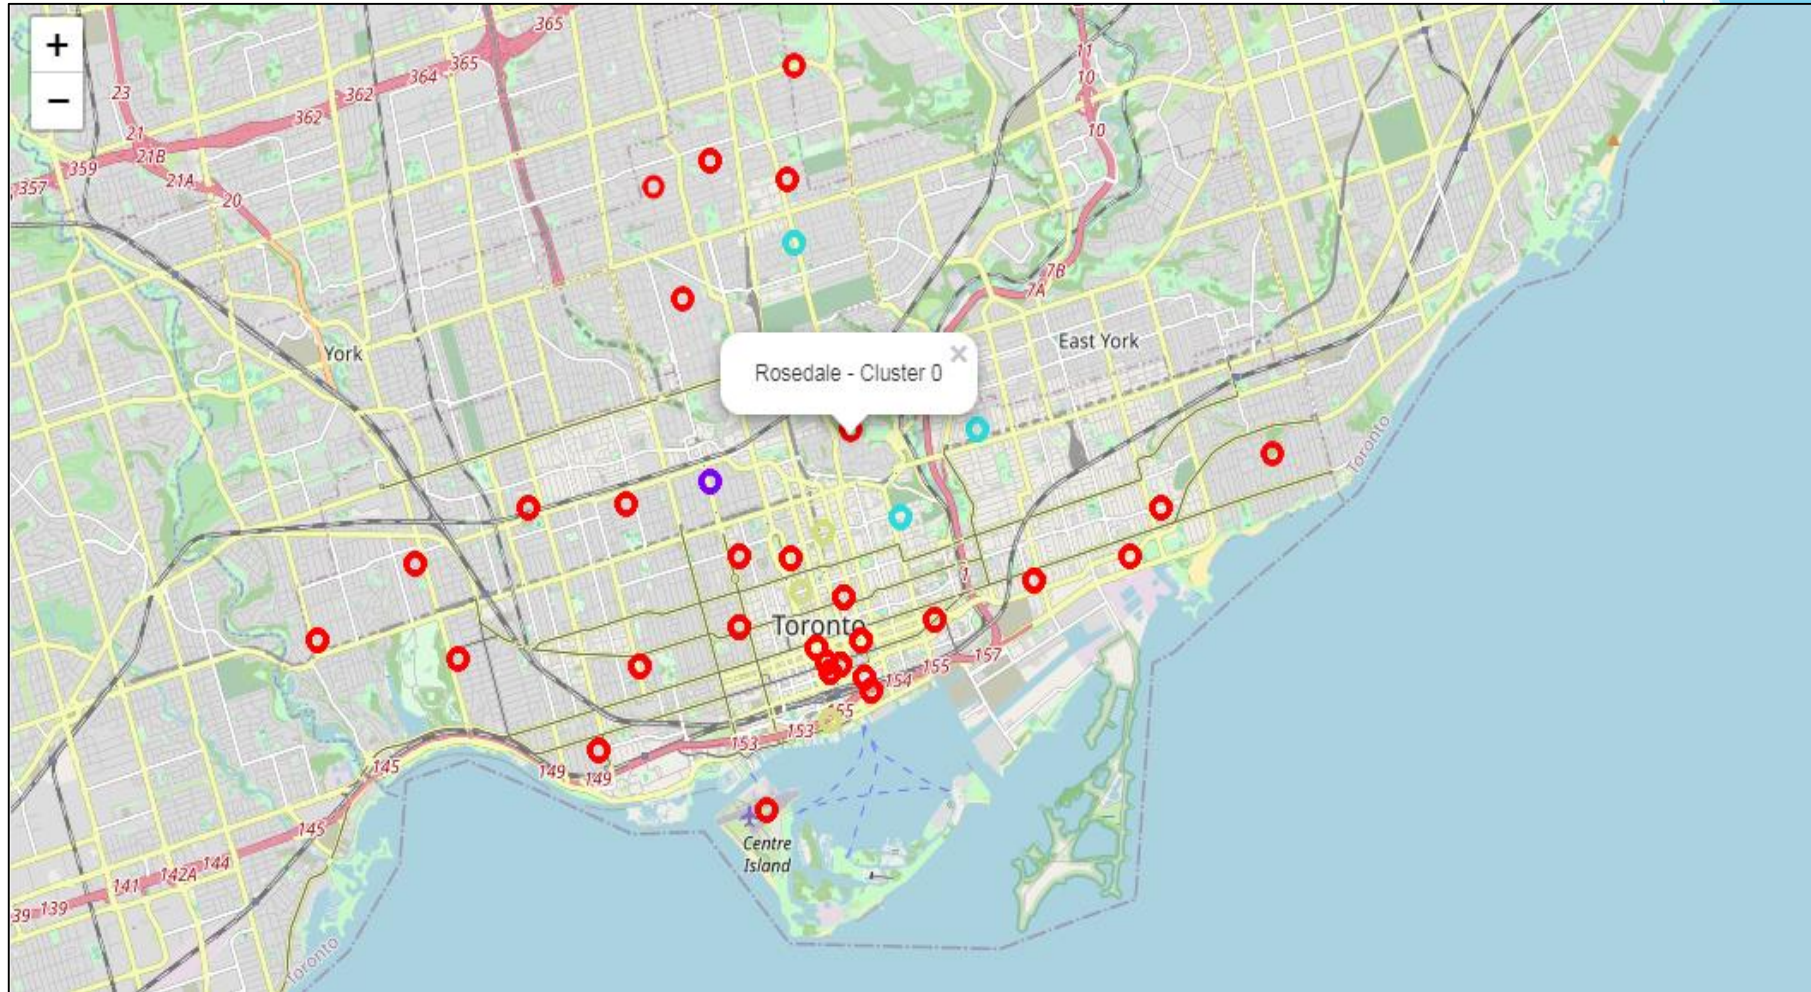 +
−
365
365
364
362
362
23
21
21B
359
357
21A
20
11
10
10
7B
7A
York
East York
Rosedale - Cluster 0
×
Toronto
1
Toronto
157
155
154
155
153
153
149
149
145
145
144
142A
141
139
39
Centre
Island
Toronto